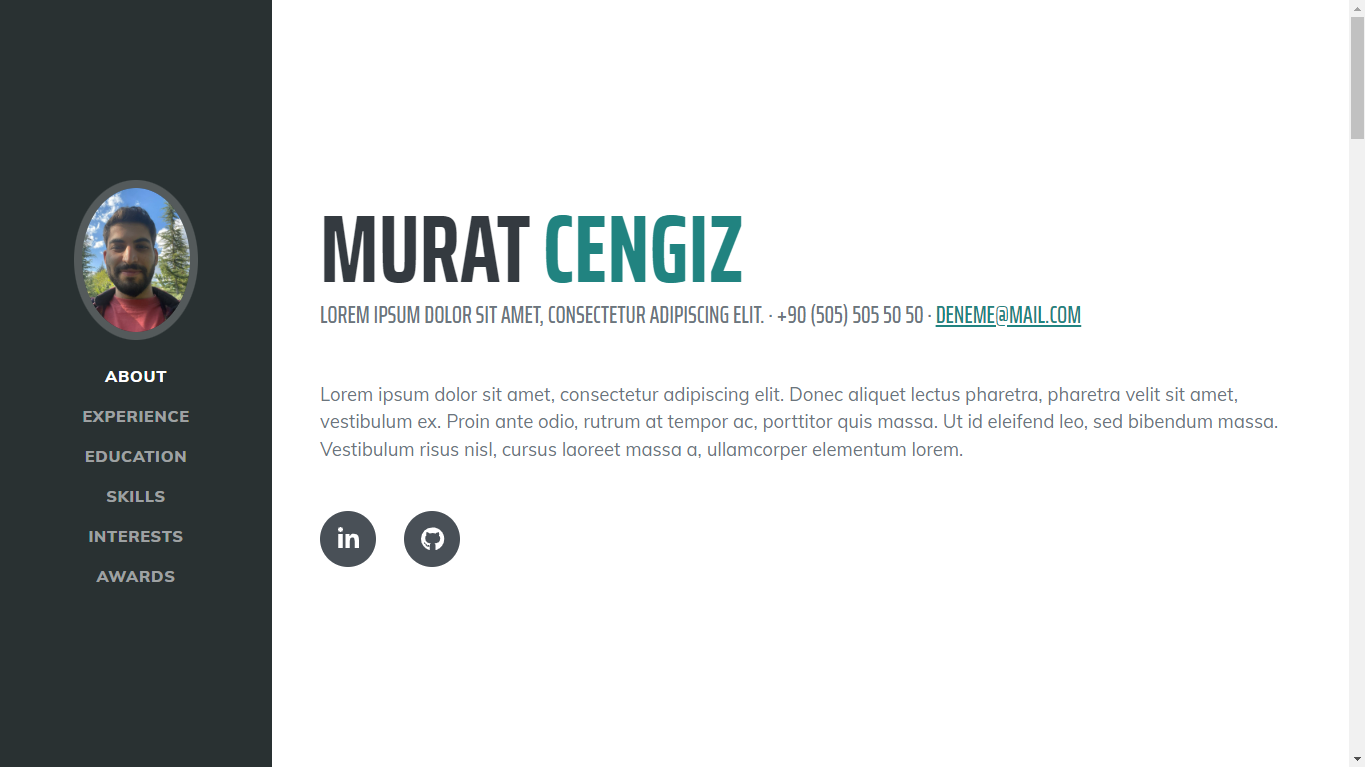 ABOUT
EXPERIENCE
EDUCATION
SKILLS
INTERESTS
AWARDS
MURAT CENGIZ
LOREM IPSUM DOLOR SIT AMET, CONSECTETUR ADIPISCING ELIT. · +90 (505) 505 50 50 · DENEME@MAIL.COM
Lorem ipsum dolor sit amet, consectetur adipiscing elit. Donec aliquet lectus pharetra, pharetra velit sit amet,
vestibulum ex. Proin ante odio, rutrum at tempor ac, porttitor quis massa. Ut id eleifend leo, sed bibendum massa.
Vestibulum risus nisl, cursus laoreet massa a, ullamcorper elementum lorem.
in